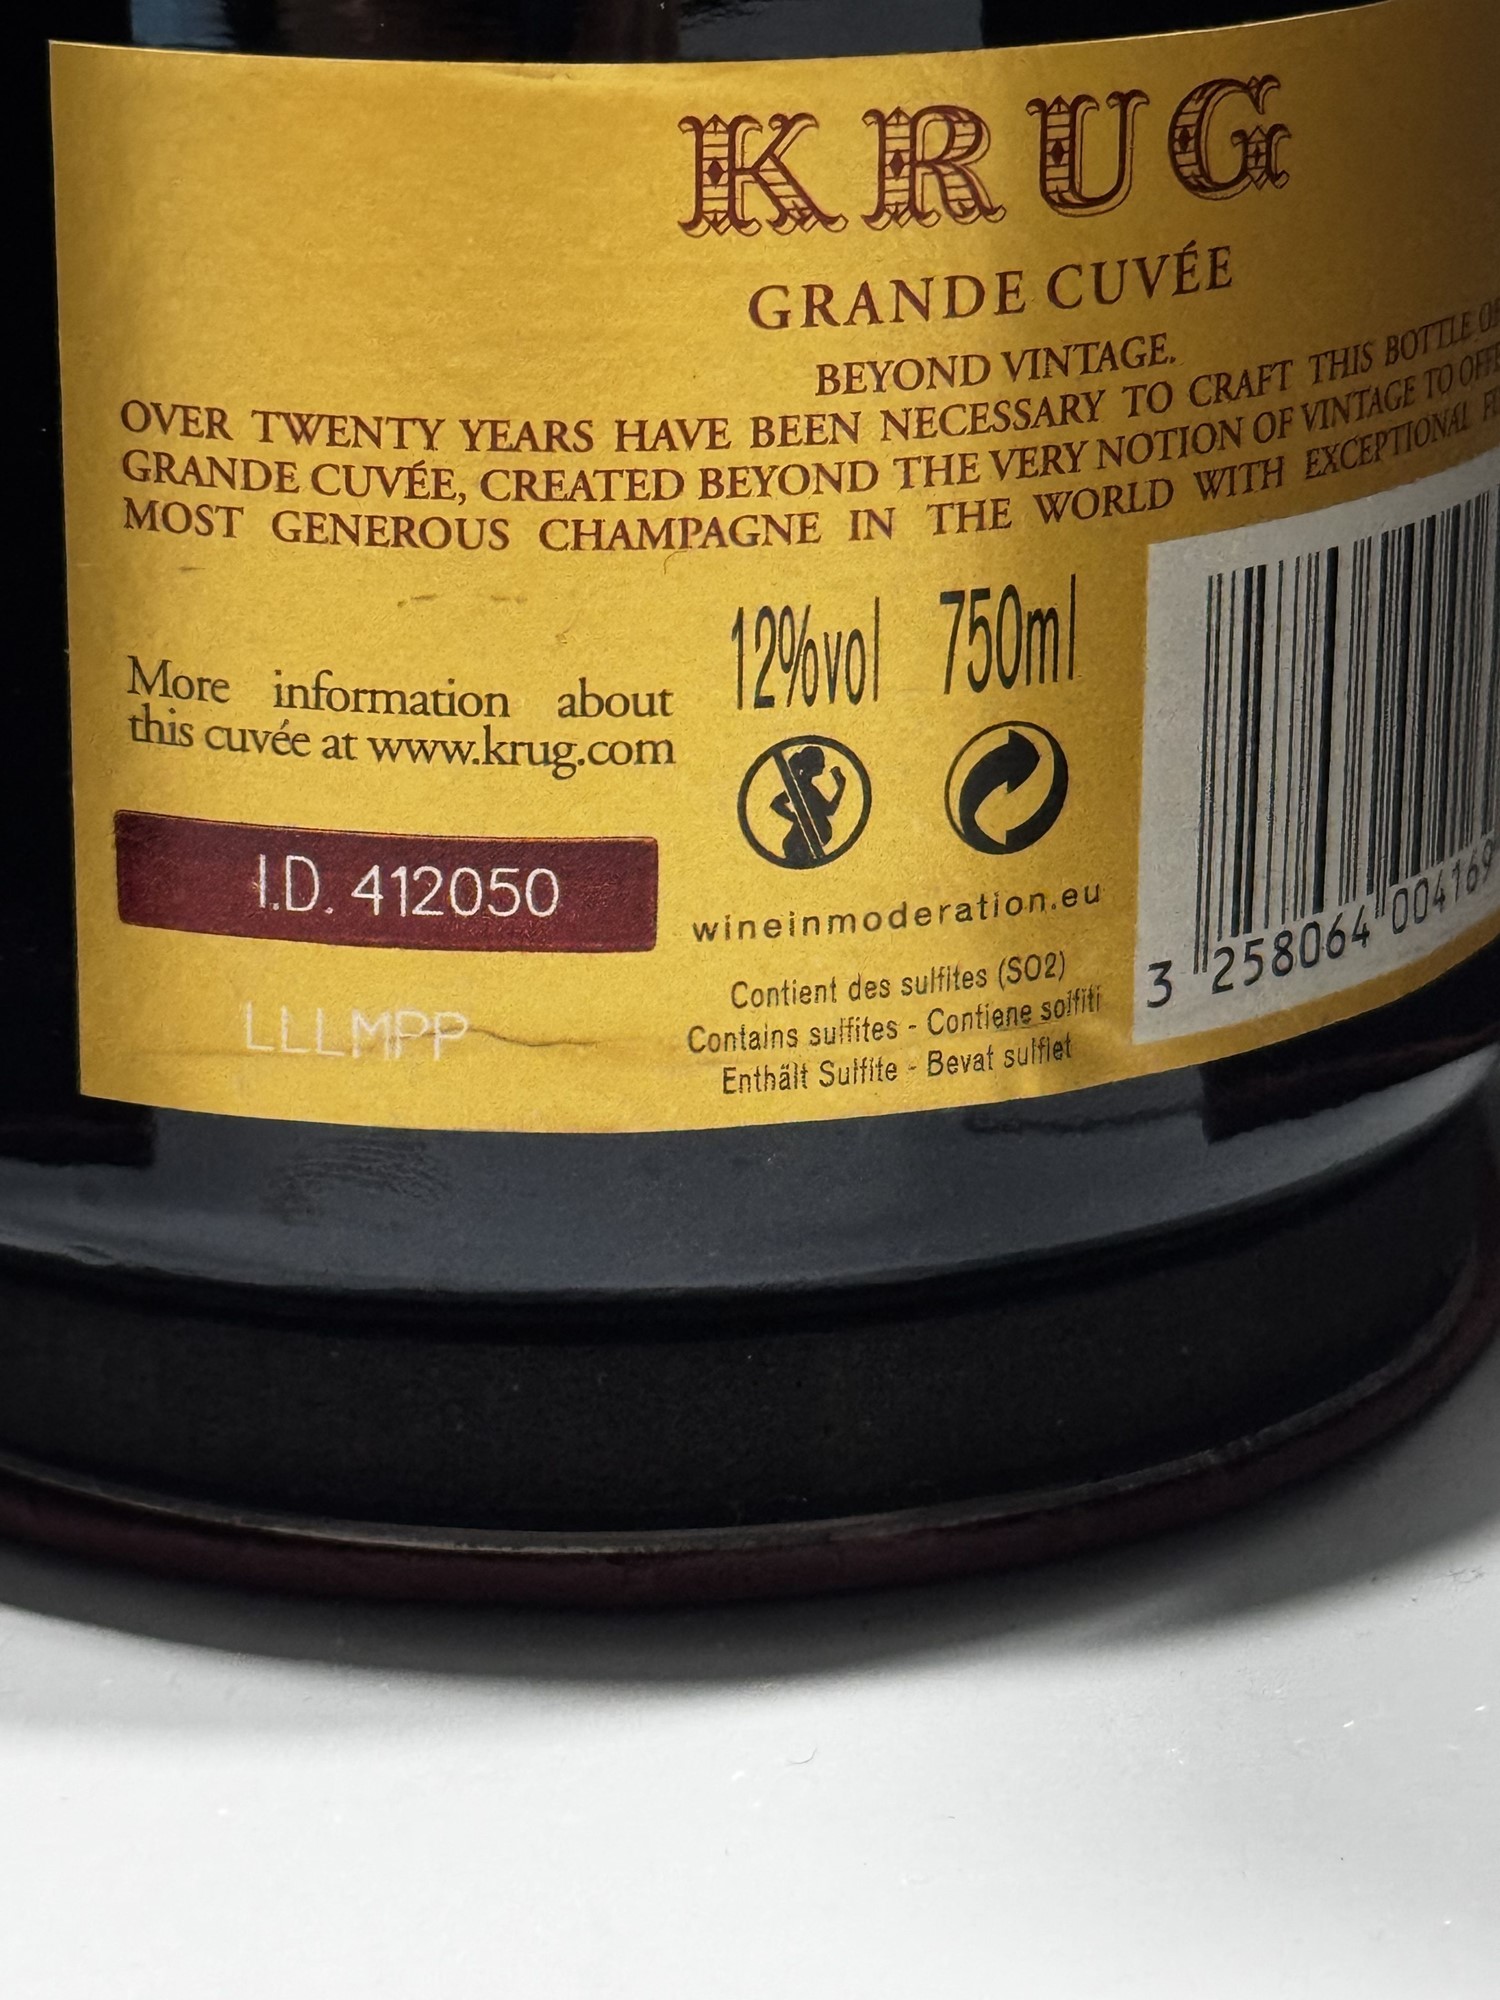 KRUG
GRANDE CUVÉE
BEYOND VINTAGE.
OVER TWENTY YEARS HAVE BEEN NECESSARY TO CRAFT THIS BOTTLE
GRANDE CUVÉE, CREATED BEYOND THE VERY NOTION OF VINTAGE TO
MOST GENEROUS CHAMPAGNE IN THE WORLD WITH EXCEPTIONAL
12%vol 750ml
More information about
this cuvée at www.krug.com
I.D. 412050
LLLMPP
wineinmoderation.eu
Contient des sulfites (SO2)
Contains sulfites - Contiene solfiti
Enthält Sulfite - Bevat sulfiet
3 258064 004169